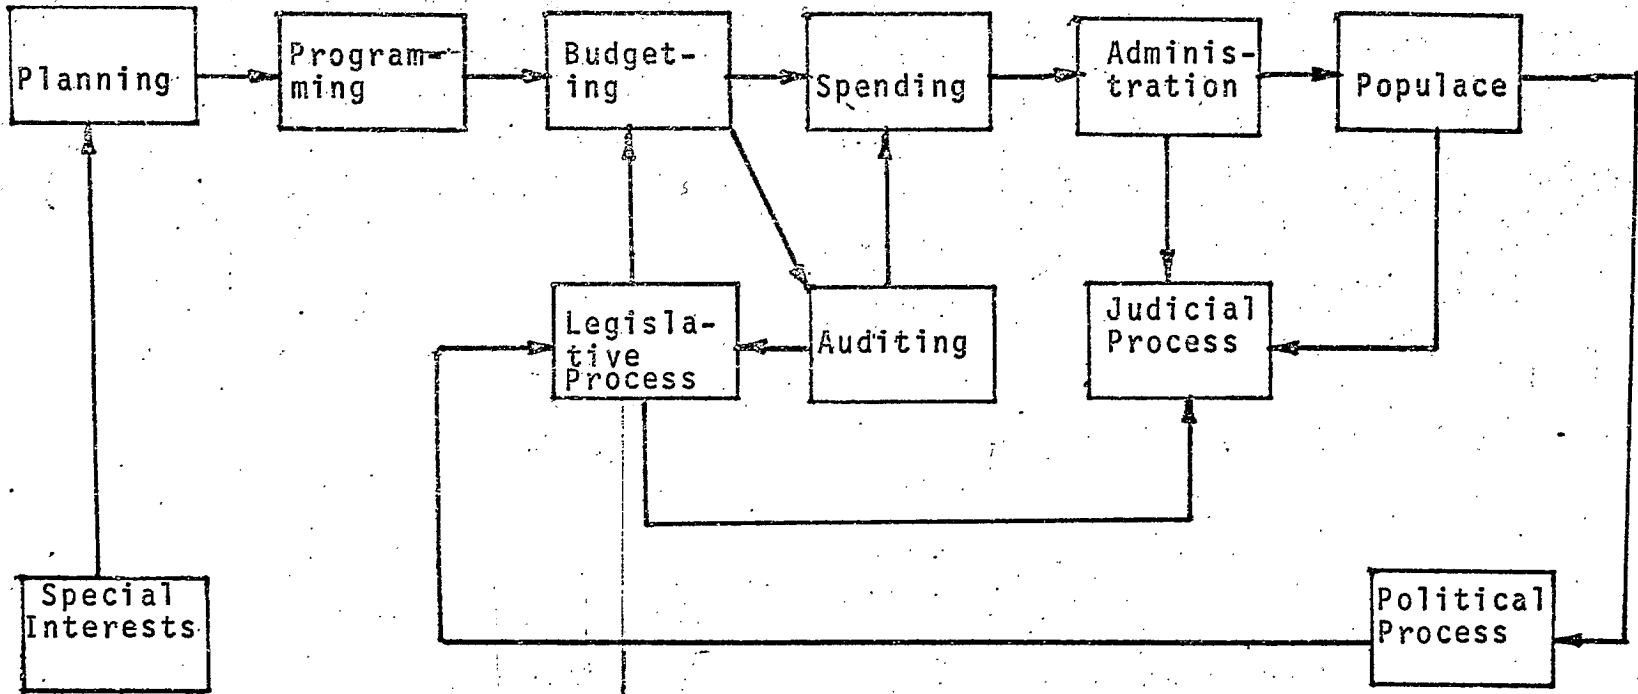 Planning
Program-
ming
Budget-
ing
Spending
Adminis-
tration
Populace
Legisla-
tive
Process
Auditing
Judicial
Process
Special
Interests
Political
Process